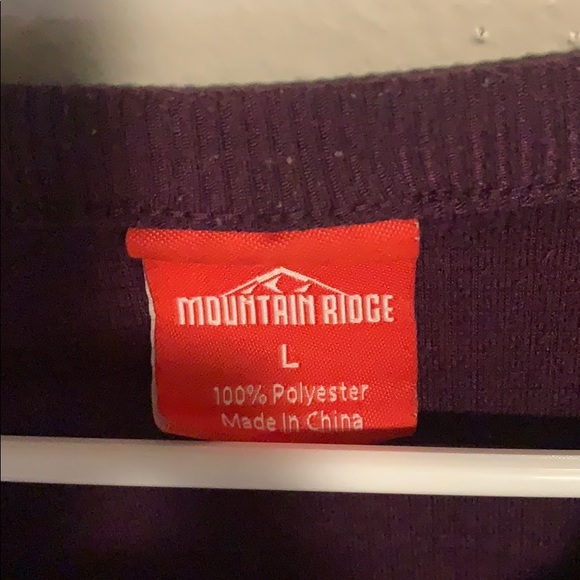 MOUNTAIN RIDGE
L
100% Polyester
Made In China